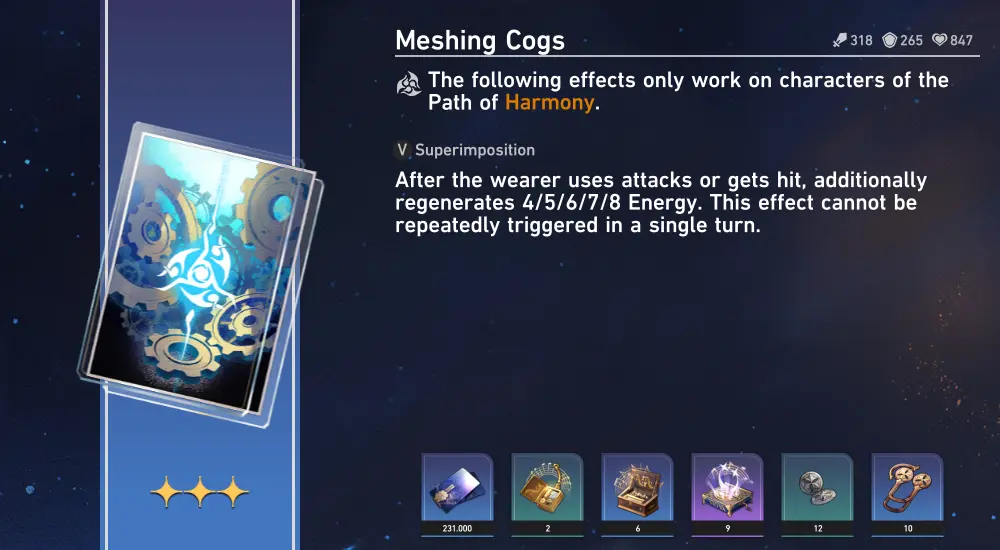 Meshing Cogs
318 265 847
The following effects only work on characters of the
Path of Harmony.
V Superimposition
After the wearer uses attacks or gets hit, additionally
regenerates 4/5/6/7/8 Energy. This effect cannot be
repeatedly triggered in a single turn.
231.000 2 6 9 12 10